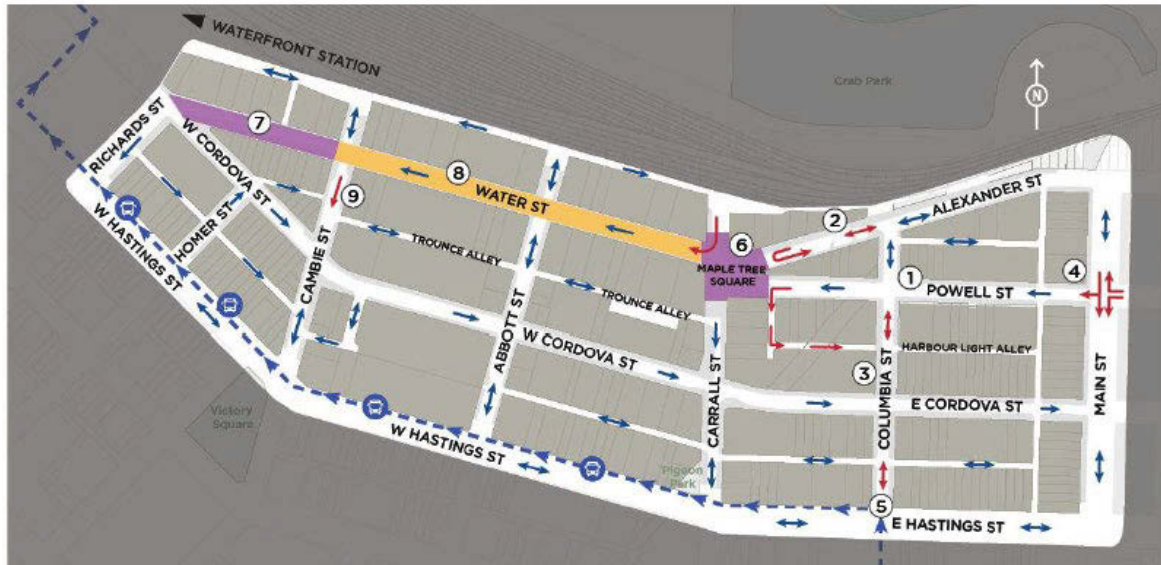 WATERFRONT STATION
Crab Park
N
RICHARDS ST
7
W CORDOVA ST
8
WATER ST
9
ALEXANDER ST
2
6
MAPLE TREE
SQUARE
1
4
POWELL ST
HOMER ST
CAMBIE ST
TROUNCE ALLEY
TROUNCE ALLEY
W HASTINGS ST
ABBOTT ST
W CORDOVA ST
HARBOUR LIGHT ALLEY
3
CARRALL ST
COLUMBIA ST
MAIN ST
E CORDOVA ST
Victory
Square
W HASTINGS ST
Pigeon
Park
5
E HASTINGS ST